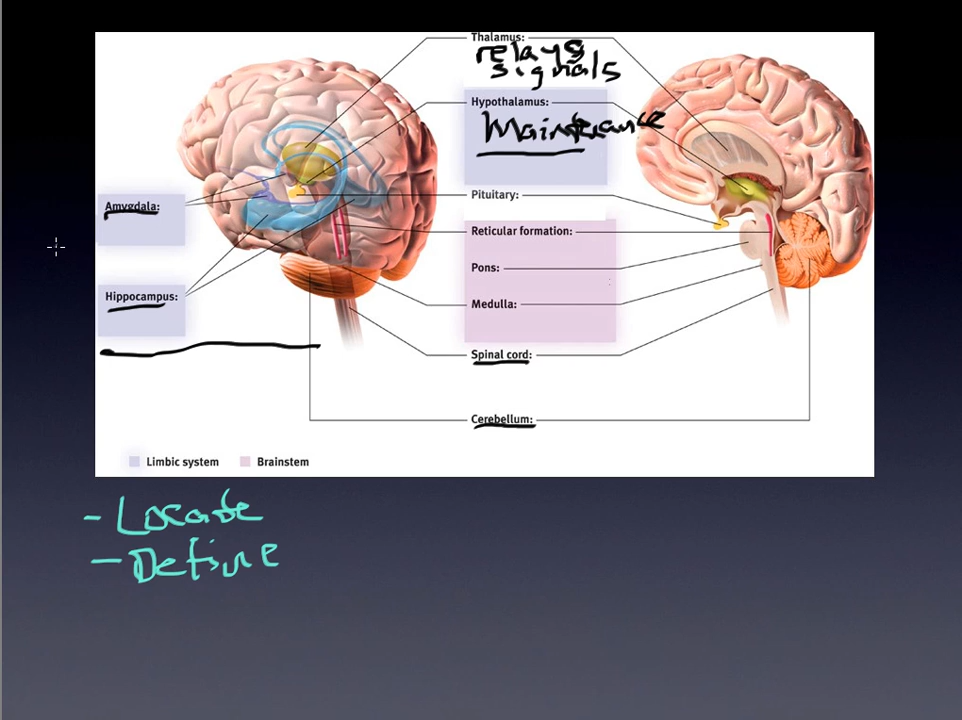 Thalamus:
relays
signals
Hypothalamus:
Maintenance
Pituitary:
Amygdala:
Reticular formation:
Pons:
Hippocampus:
Medulla:
Spinal cord:
Cerebellum:
Limbic system
Brainstem
- Locate
- Define